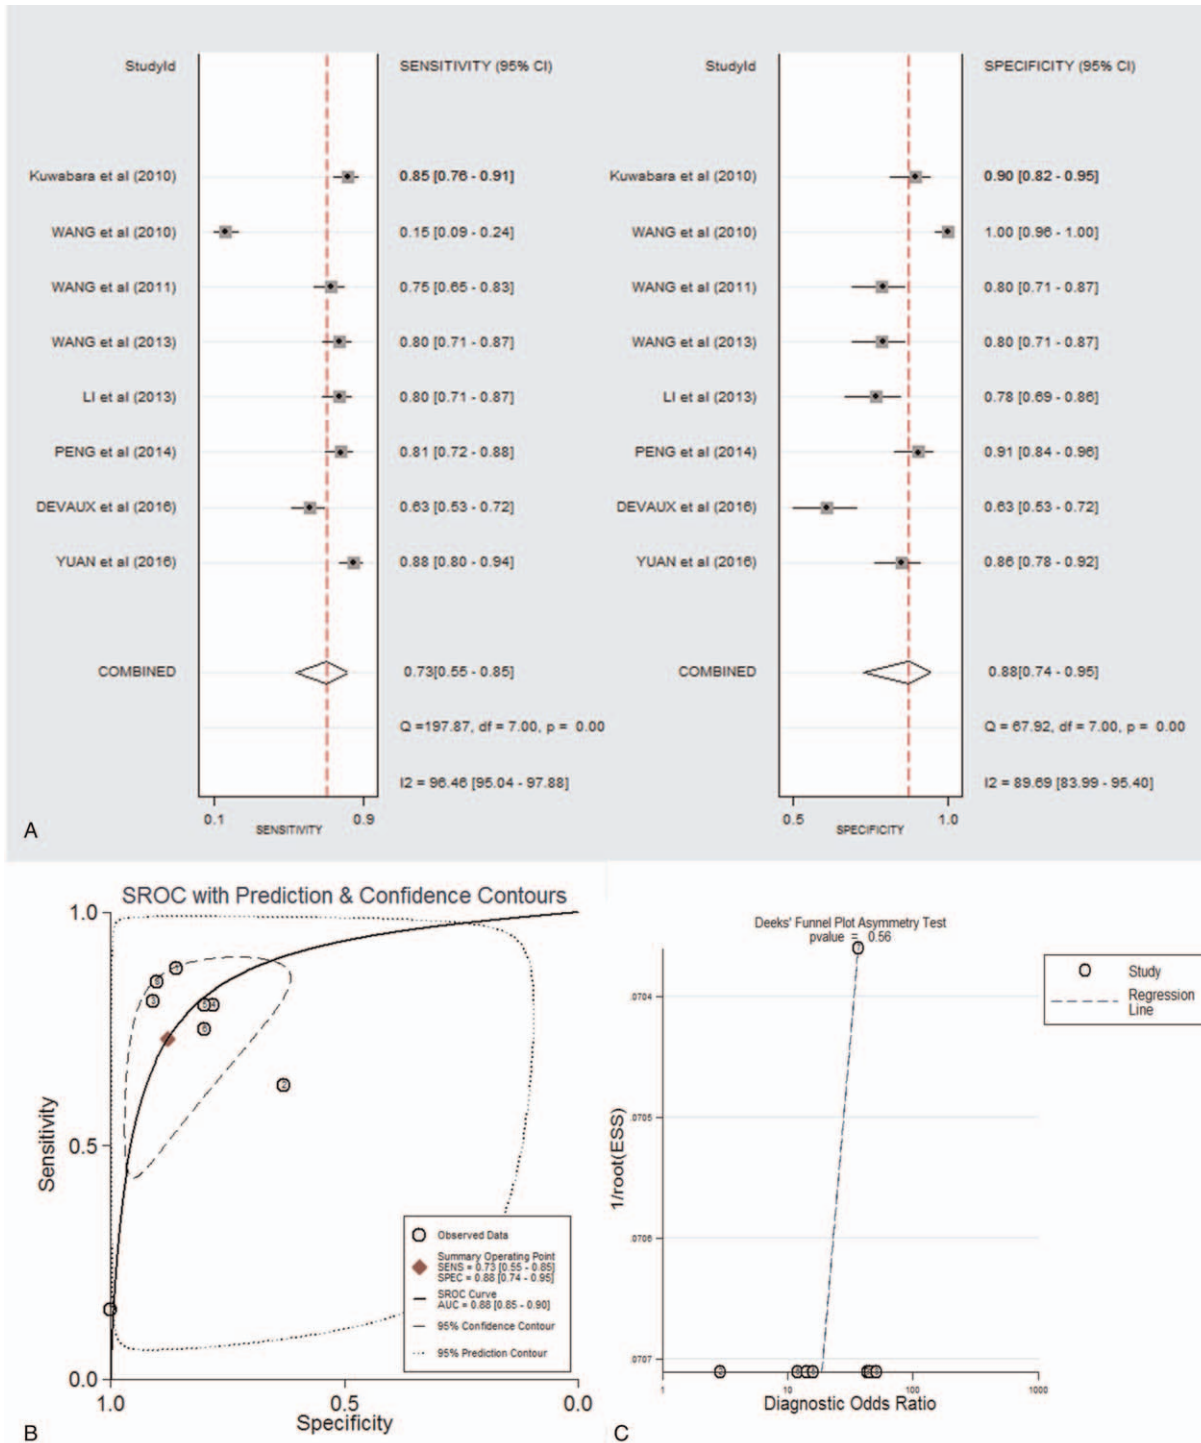 StudyId SENSITIVITY (95% CI)
Kuwabara et al (2010) 0.85 [0.76 - 0.91]
WANG et al (2010) 0.15 [0.09 - 0.24]
WANG et al (2011) 0.75 [0.65 - 0.83]
WANG et al (2013) 0.80 [0.71 - 0.87]
LI et al (2013) 0.80 [0.71 - 0.87]
PENG et al (2014) 0.81 [0.72 - 0.88]
DEVAUX et al (2016) 0.63 [0.53 - 0.72]
YUAN et al (2016) 0.88 [0.80 - 0.94]
COMBINED 0.73[0.55 - 0.85]
Q =197.87, df = 7.00, p = 0.00
I2 = 96.46 [95.04 - 97.88]
0.1 0.9
SENSITIVITY
StudyId SPECIFICITY (95% CI)
Kuwabara et al (2010) 0.90 [0.82 - 0.95]
WANG et al (2010) 1.00 [0.96 - 1.00]
WANG et al (2011) 0.80 [0.71 - 0.87]
WANG et al (2013) 0.80 [0.71 - 0.87]
LI et al (2013) 0.78 [0.69 - 0.86]
PENG et al (2014) 0.91 [0.84 - 0.96]
DEVAUX et al (2016) 0.63 [0.53 - 0.72]
YUAN et al (2016) 0.86 [0.78 - 0.92]
COMBINED 0.88[0.74 - 0.95]
Q = 67.92, df = 7.00, p = 0.00
I2 = 89.69 [83.99 - 95.40]
0.5 1.0
SPECIFICITY
A
SROC with Prediction & Confidence Contours
1.0
0.5
0.0
Sensitivity
1.0 0.5 0.0
Specificity
Observed Data
Summary Operating Point
SENS = 0.73 [0.55 - 0.85]
SPEC = 0.88 [0.74 - 0.95]
SROC Curve
AUC = 0.88 [0.85 - 0.90]
95% Confidence Contour
95% Prediction Contour
B
Deeks' Funnel Plot Asymmetry Test
pvalue = 0.56
.0704
.0705
.0706
.0707
1/root(ESS)
1 10 100 1000
Diagnostic Odds Ratio
Study
Regression
Line
C